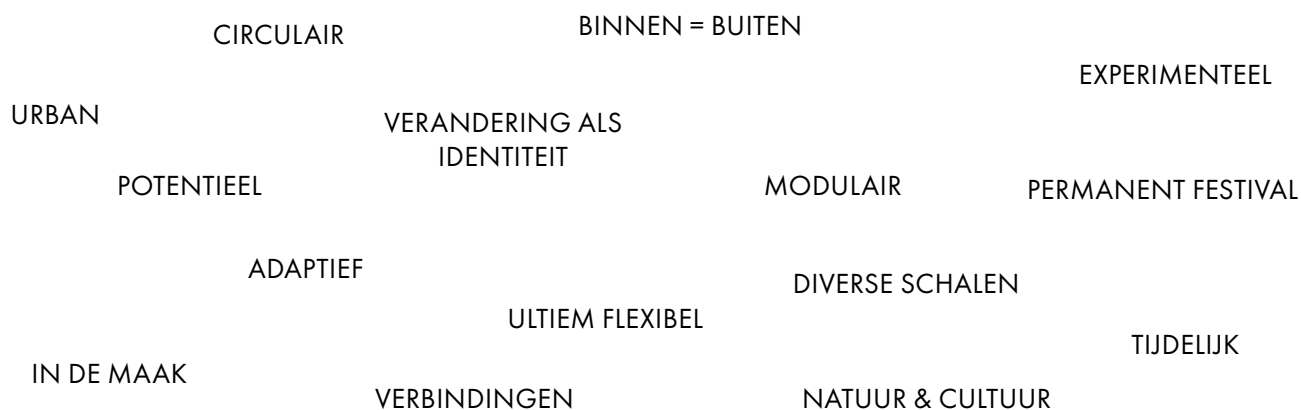 BINNEN = BUITEN
CIRCULAIR
EXPERIMENTEEL
URBAN
VERANDERING ALS
IDENTITEIT
POTENTIEEL
MODULAIR
PERMANENT FESTIVAL
ADAPTIEF
DIVERSE SCHALEN
ULTIEM FLEXIBEL
TIJDELIJK
IN DE MAAK
VERBINDINGEN
NATUUR & CULTUUR